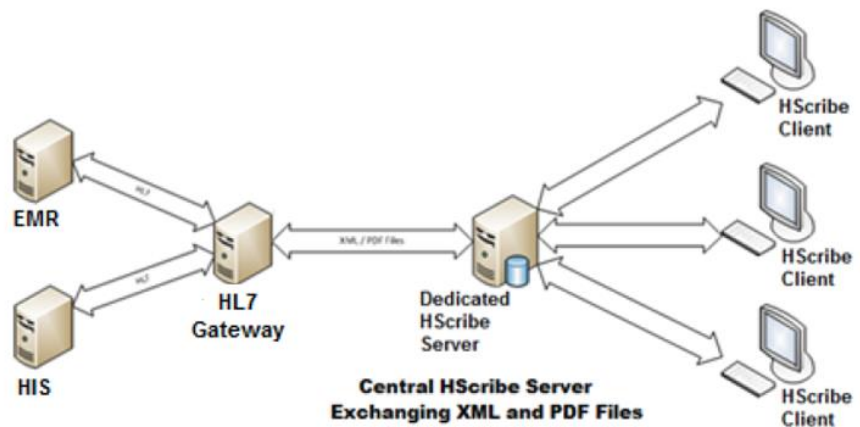 HScribe
Client
HL7
EMR
XML / PDF Files
HScribe
Client
HL7
HL7
Gateway
Dedicated
HScribe
Server
HIS
Central HScribe Server
Exchanging XML and PDF Files
HScribe
Client